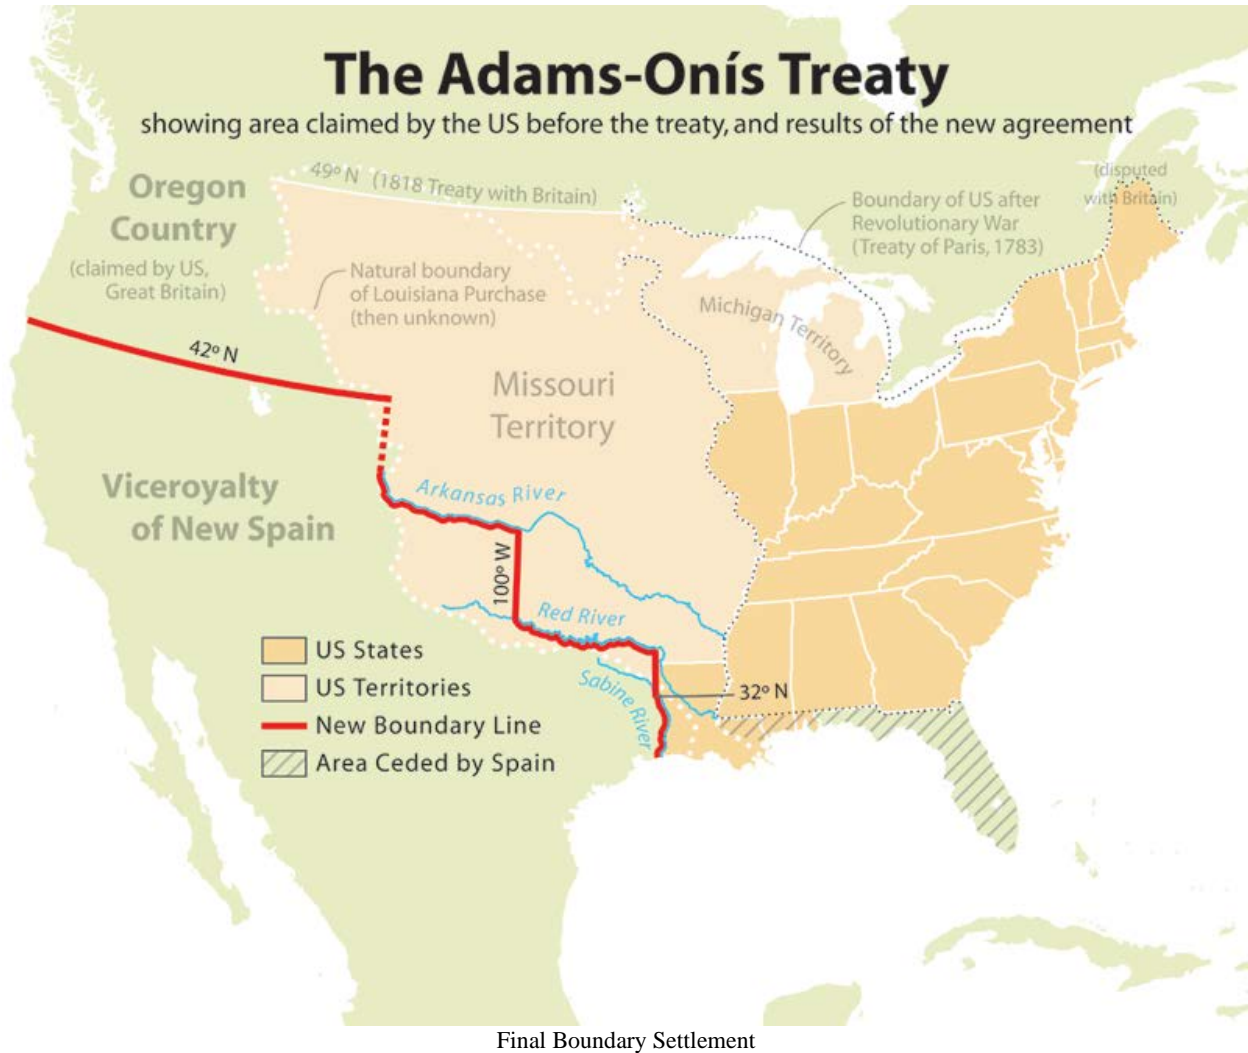 The Adams-Onís Treaty
showing area claimed by the US before the treaty, and results of the new agreement
49º N (1818 Treaty with Britain)
(disputed
with Britain)
Oregon
Country
(claimed by US,
Great Britain)
Boundary of US after
Revolutionary War
(Treaty of Paris, 1783)
Natural boundary
of Louisiana Purchase
(then unknown)
Michigan Territory
42º N
Missouri
Territory
Viceroyalty
of New Spain
Arkansas River
100º W
Red River
Sabine River
32º N
US States
US Territories
New Boundary Line
Area Ceded by Spain
Final Boundary Settlement